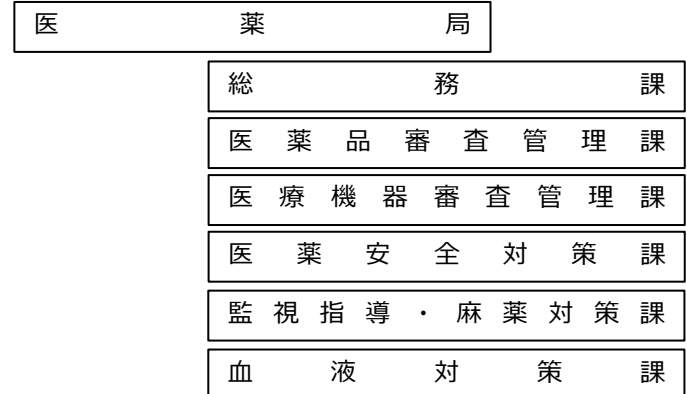 医薬局
総務課
医薬品審査管理課
医療機器審査管理課
医薬安全対策課
監視指導・麻薬対策課
血液対策課